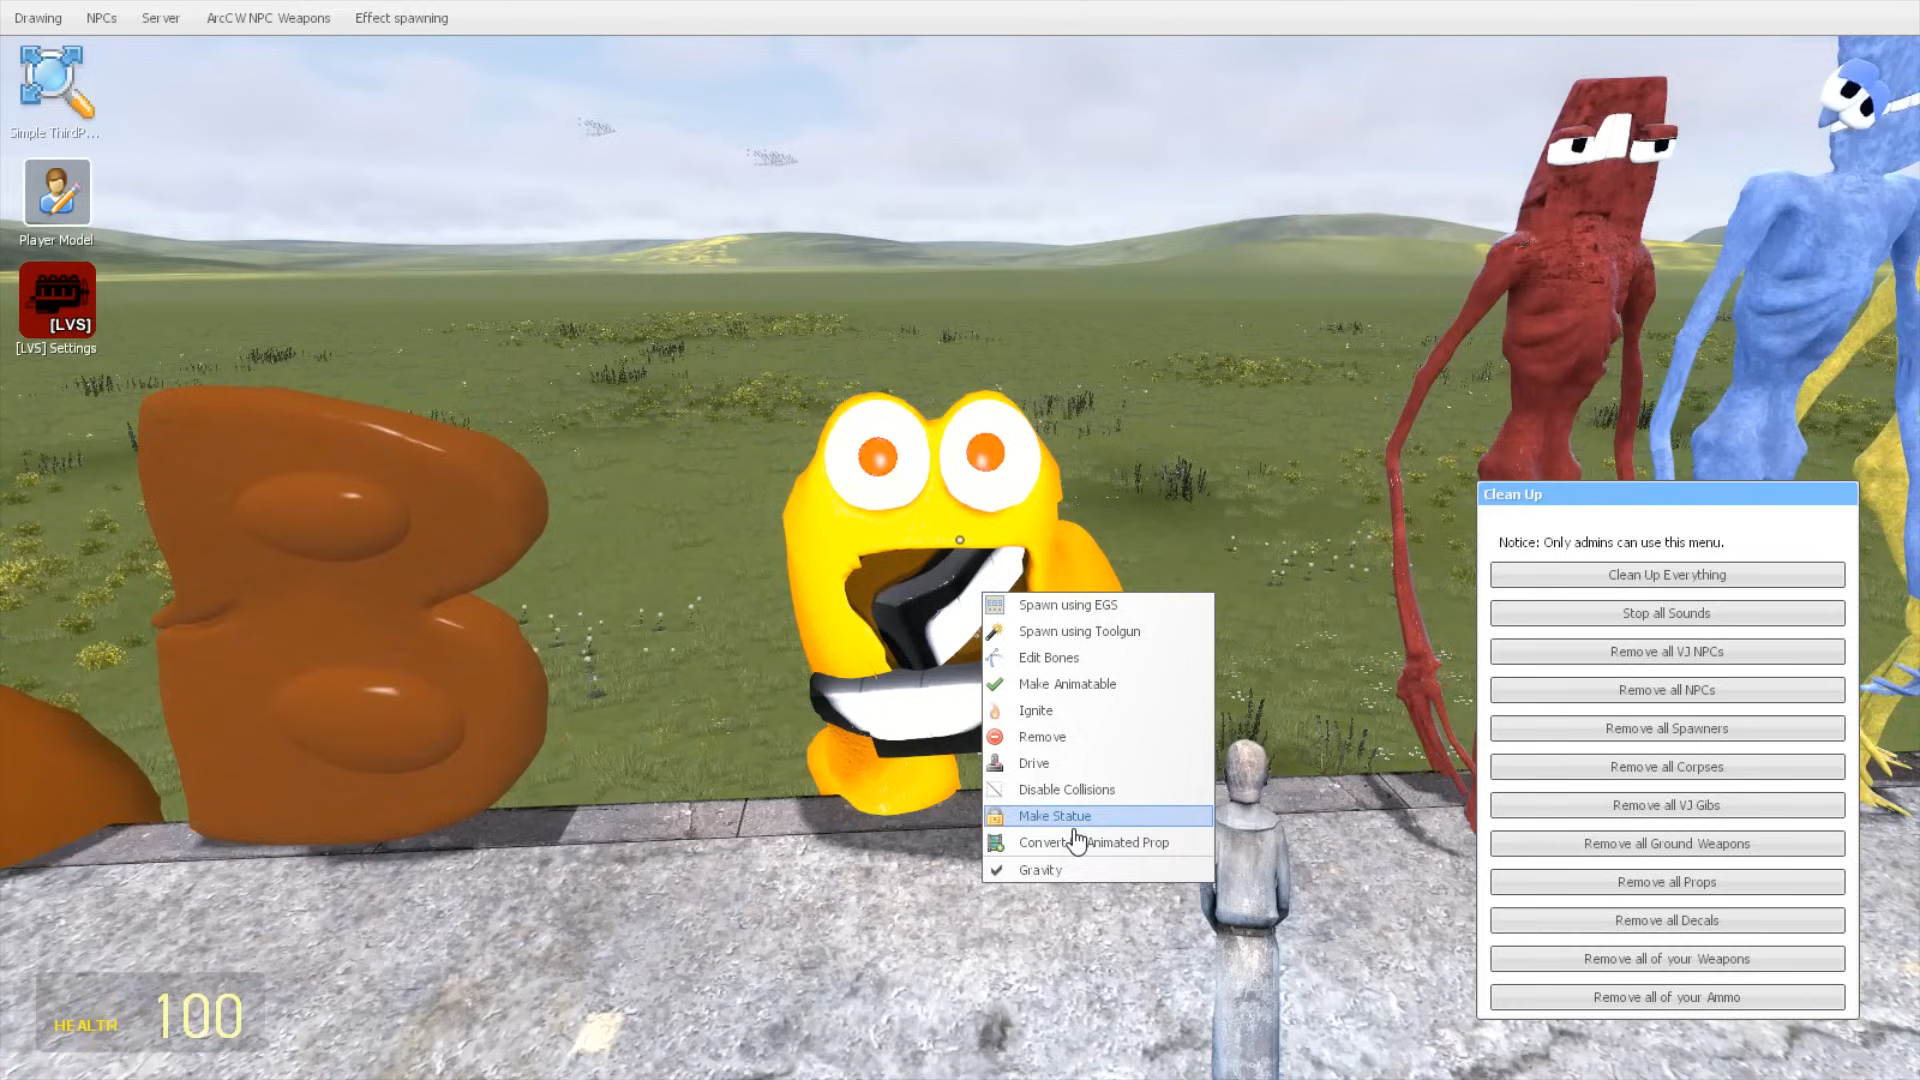 Drawing
NPCs
Server
ArcCW NPC Weapons
Effect spawning
Simple ThirdP...
Player Model
[LVS]
[LVS] Settings
Spawn using EGS
Spawn using Toolgun
Edit Bones
Make Animatable
Ignite
Remove
Drive
Disable Collisions
Make Statue
Convert Animated Prop
Gravity
Clean Up
Notice: Only admins can use this menu.
Clean Up Everything
Stop all Sounds
Remove all VJ NPCs
Remove all NPCs
Remove all Spawners
Remove all Corpses
Remove all VJ Gibs
Remove all Ground Weapons
Remove all Props
Remove all Decals
Remove all of your Weapons
Remove all of your Ammo
HEALTH 100